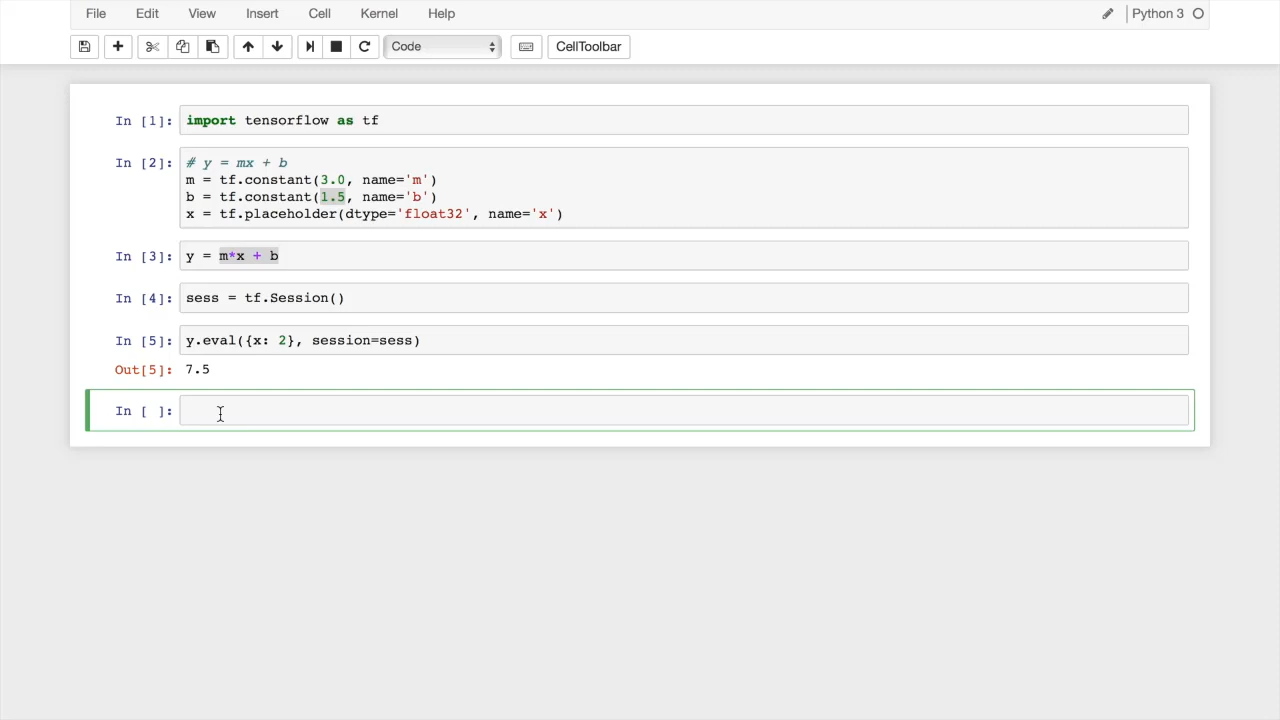 File Edit View Insert Cell Kernel Help Python 3
Code CellToolbar
In [1]: import tensorflow as tf
In [2]: # y = mx + b
m = tf.constant(3.0, name='m')
b = tf.constant(1.5, name='b')
x = tf.placeholder(dtype='float32', name='x')
In [3]: y = m*x + b
In [4]: sess = tf.Session()
In [5]: y.eval({x: 2}, session=sess)
Out[5]: 7.5
In [ ]: